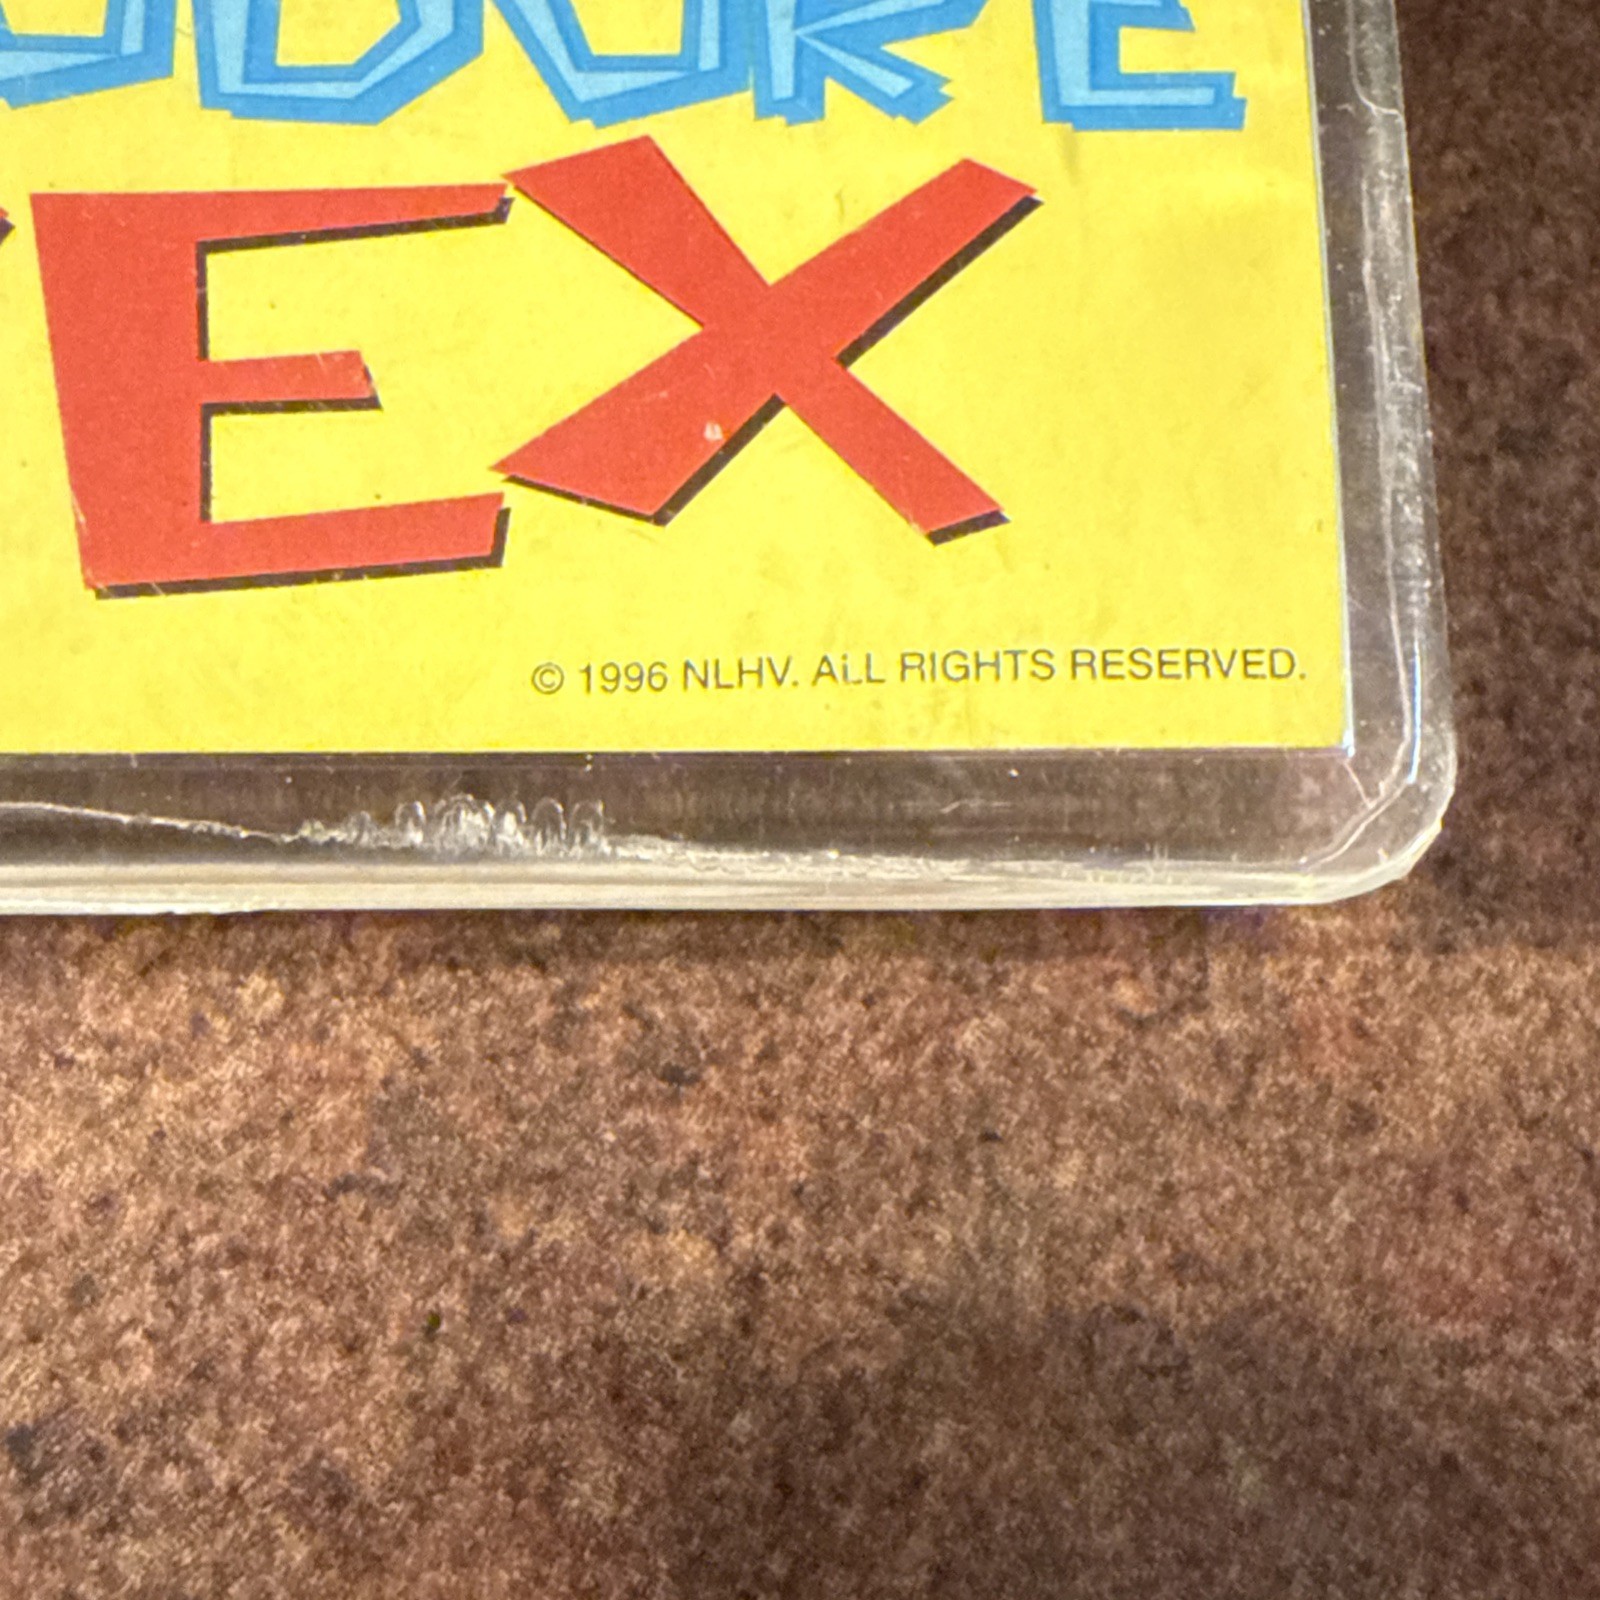 EX
© 1996 NLHV. ALL RIGHTS RESERVED.